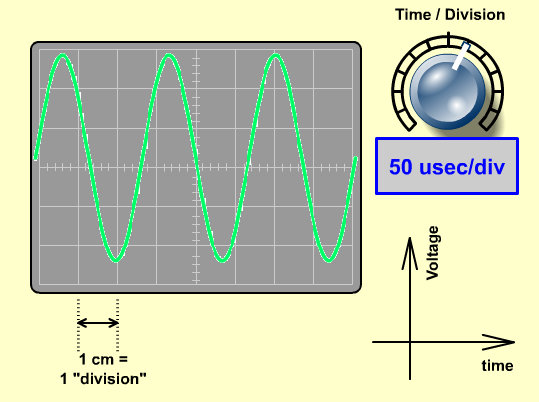 Time / Division
50 usec/div
Voltage
time
1 cm =
1 "division"